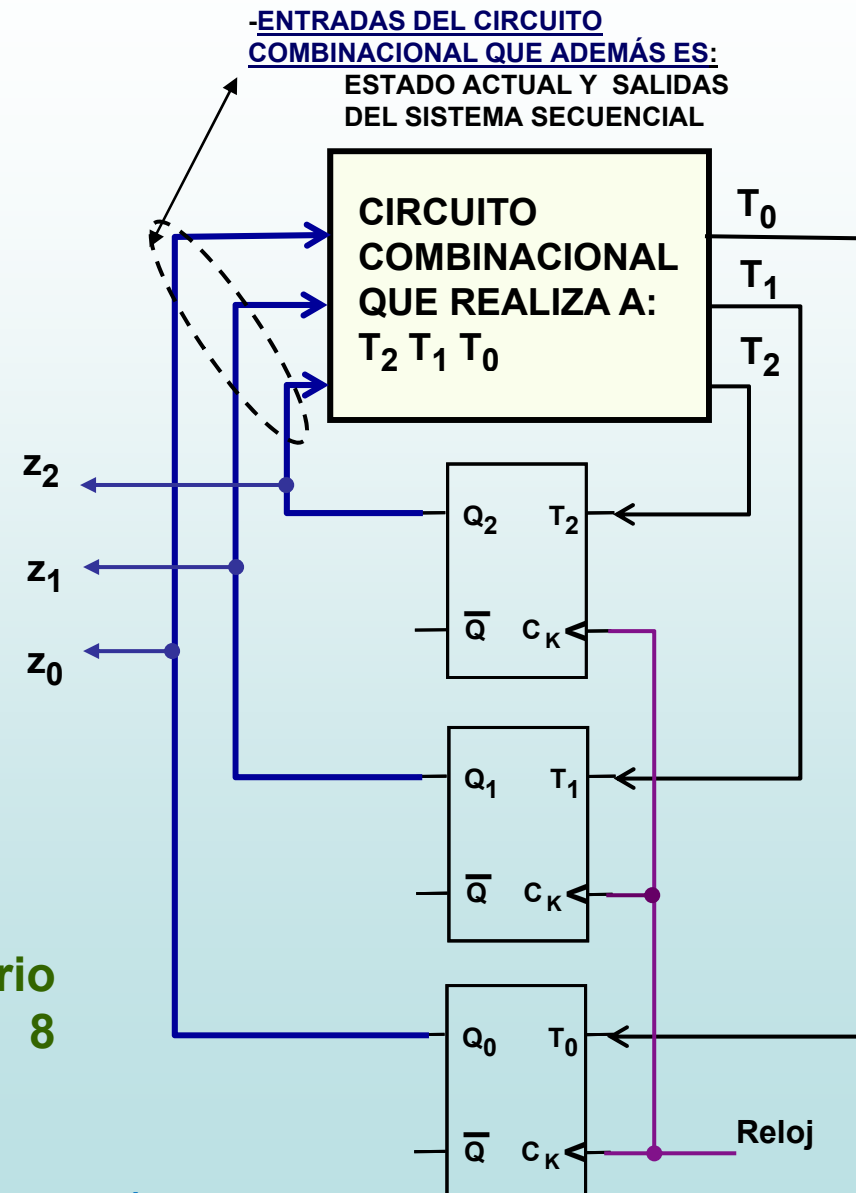 -ENTRADAS DEL CIRCUITO
COMBINACIONAL QUE ADEMÁS ES:
ESTADO ACTUAL Y SALIDAS
DEL SISTEMA SECUENCIAL
CIRCUITO
COMBINACIONAL
QUE REALIZA A:
T2 T1 T0
T0
T1
T2
z2
z1
z0
Q2 T2
Q̅ CK
Q1 T1
Q̅ CK
rio
8
Q0 T0
Q̅ CK
Reloj